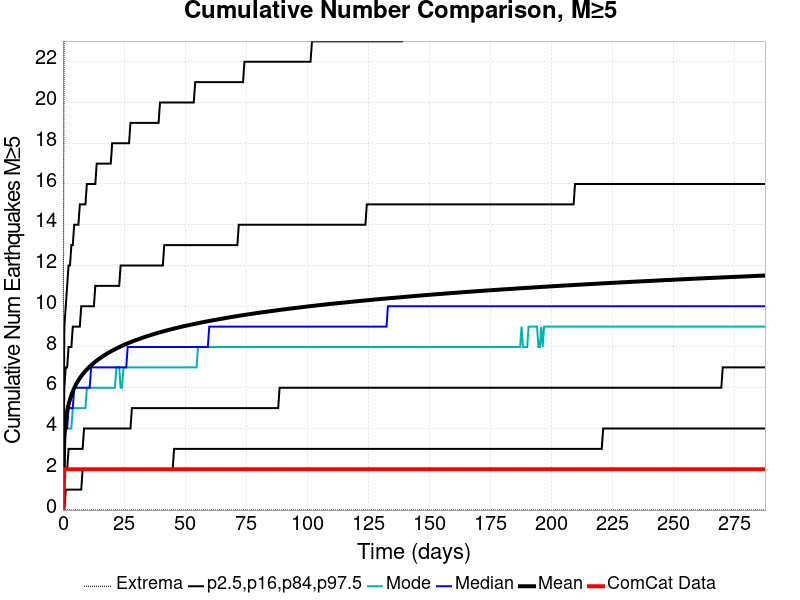 Cumulative Number Comparison, M≥5
Cumulative Num Earthquakes M≥5
22
20
18
16
14
12
10
8
6
4
2
0
0 25 50 75 100 125 150 175 200 225 250 275
Time (days)
Extrema p2.5,p16,p84,p97.5 Mode Median Mean ComCat Data